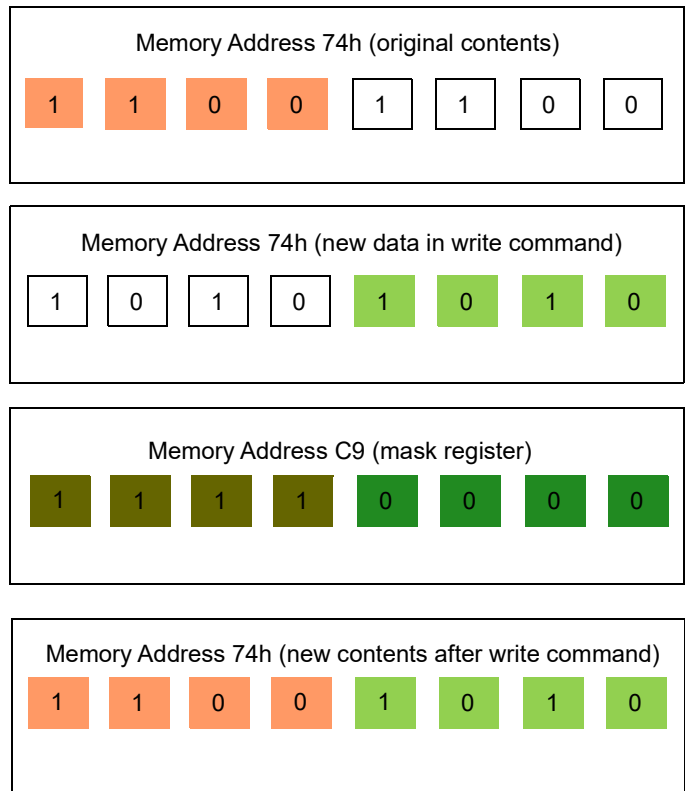 Memory Address 74h (original contents)
1 1 0 0 1 1 0 0
Memory Address 74h (new data in write command)
1 0 1 0 1 0 1 0
Memory Address C9 (mask register)
1 1 1 1 0 0 0 0
Memory Address 74h (new contents after write command)
1 1 0 0 1 0 1 0